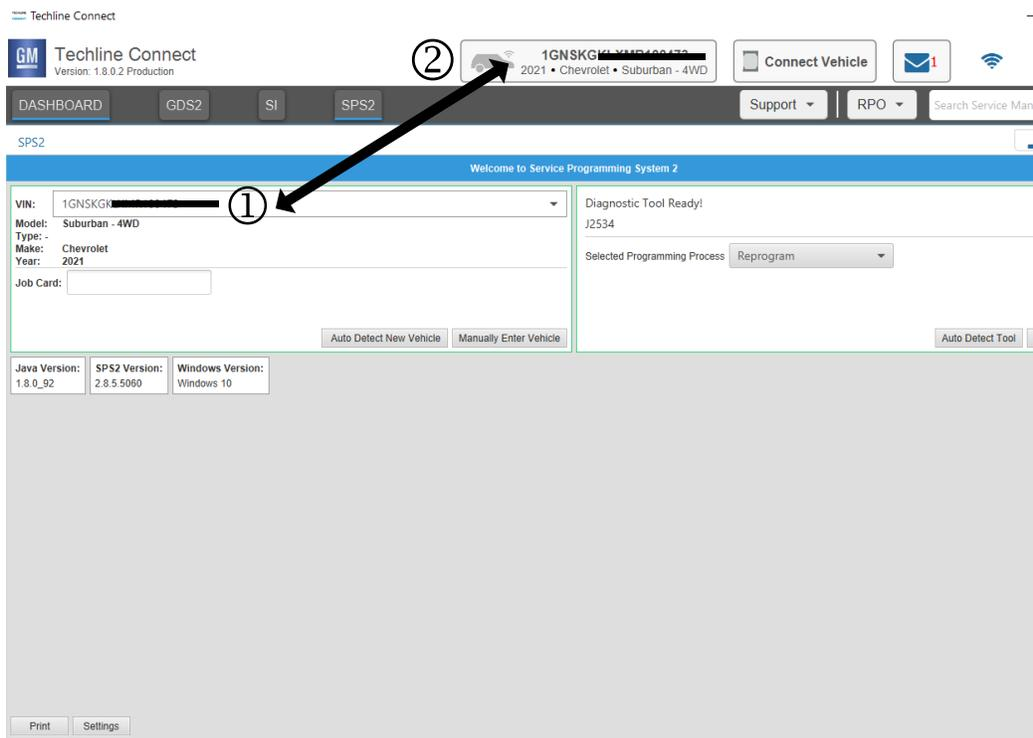 Techline Connect
GM
Techline Connect
Version: 1.8.0.2 Production
②
1GNSKG
2021 • Chevrolet • Suburban - 4WD
Connect Vehicle
1
DASHBOARD
GDS2
SI
SPS2
Support
RPO
Search Service Man
SPS2
Welcome to Service Programming System 2
VIN:
1GNSKGK
①
Model: Suburban - 4WD
Type: -
Make: Chevrolet
Year: 2021
Job Card:
Auto Detect New Vehicle
Manually Enter Vehicle
Diagnostic Tool Ready!
J2534
Selected Programming Process
Reprogram
Auto Detect Tool
Java Version:
1.8.0_92
SPS2 Version:
2.8.5.5060
Windows Version:
Windows 10
Print
Settings